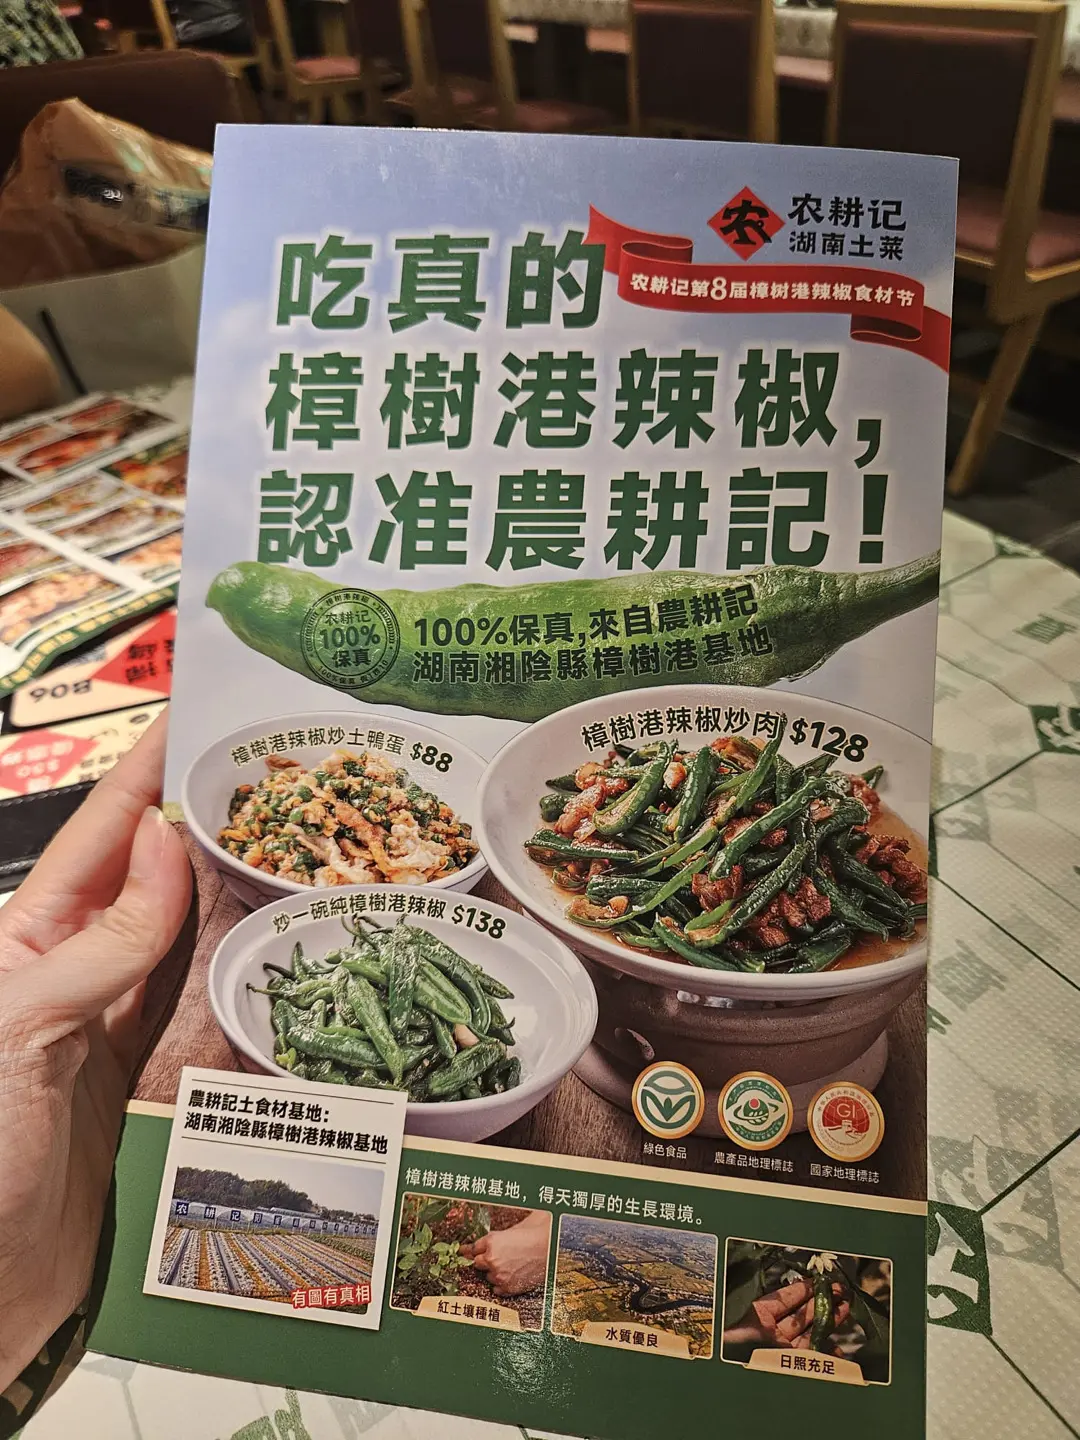 农耕记
湖南土菜
农耕记第8届樟树港辣椒食材节
吃真的
樟樹港辣椒,
認准農耕記!
农耕记
100%
保真
100%保真,來自農耕記
湖南湘陰縣樟樹港基地
樟樹港辣椒炒土鴨蛋 $88
樟樹港辣椒炒肉 $128
炒一碗純樟樹港辣椒 $138
綠色食品
農產品地理標誌
GI
國家地理標誌
農耕記土食材基地:
湖南湘陰縣樟樹港辣椒基地
有圖有真相
樟樹港辣椒基地，得天獨厚的生長環境。
紅土壤種植
水質優良
日照充足
B06